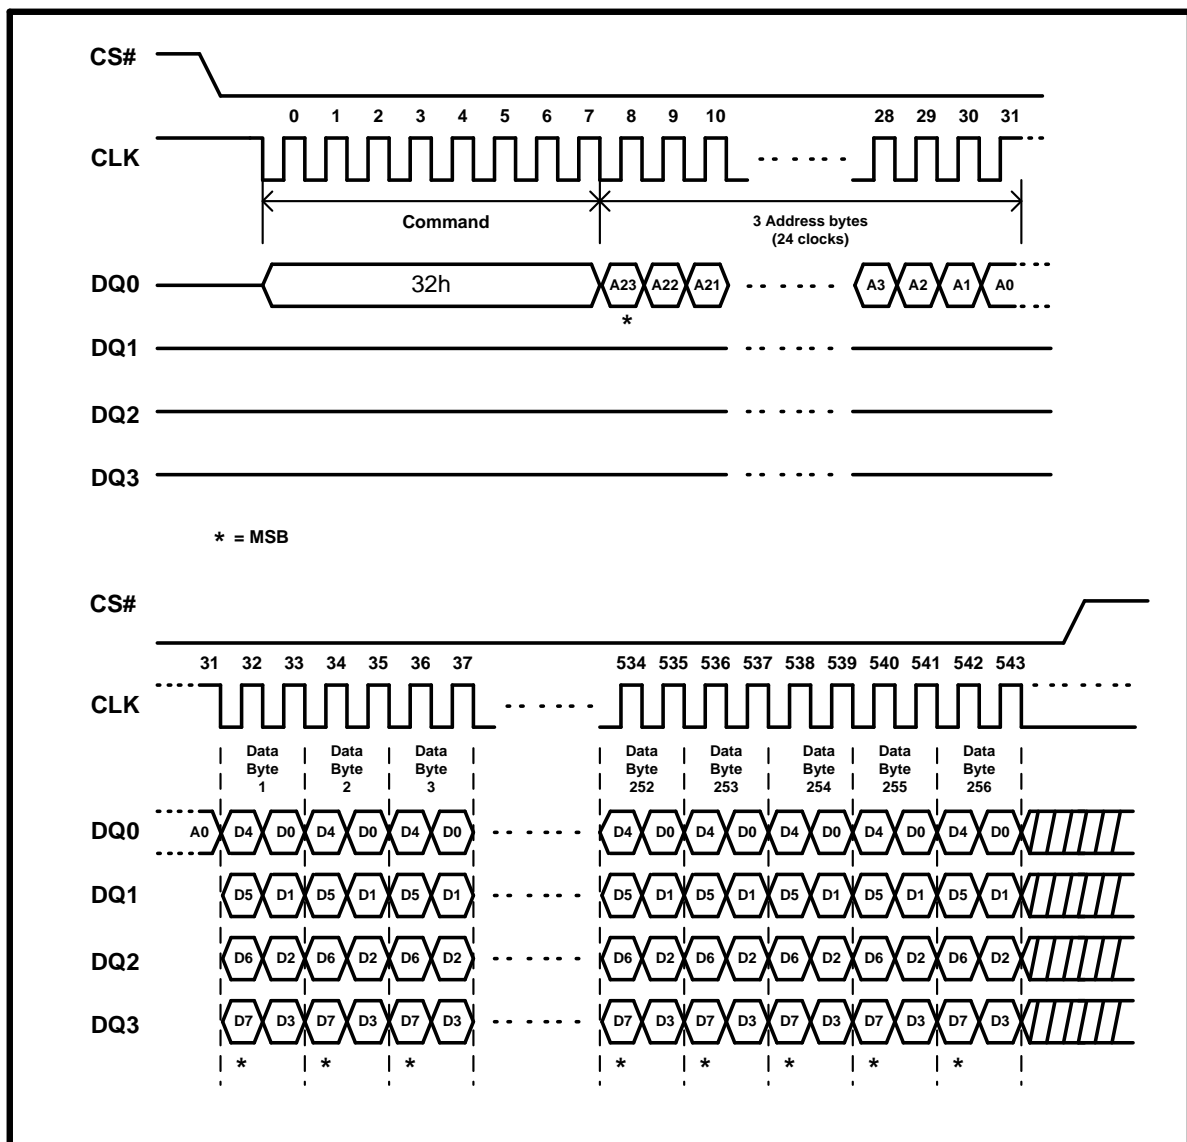 CS#
0 1 2 3 4 5 6 7 8 9 10 28 29 30 31
CLK
Command
3 Address bytes
(24 clocks)
DQ0 32h A23 A22 A21 A3 A2 A1 A0
*
DQ1
DQ2
DQ3
* = MSB
CS#
31 32 33 34 35 36 37 534 535 536 537 538 539 540 541 542 543
CLK
Data Data Data Data Data Data Data Data
Byte Byte Byte Byte Byte Byte Byte Byte
1 2 3 252 253 254 255 256
DQ0 A0 D4 D0 D4 D0 D4 D0 D4 D0 D4 D0 D4 D0 D4 D0 D4 D0
DQ1 D5 D1 D5 D1 D5 D1 D5 D1 D5 D1 D5 D1 D5 D1 D5 D1
DQ2 D6 D2 D6 D2 D6 D2 D6 D2 D6 D2 D6 D2 D6 D2 D6 D2
DQ3 D7 D3 D7 D3 D7 D3 D7 D3 D7 D3 D7 D3 D7 D3 D7 D3
* * * * * * * *